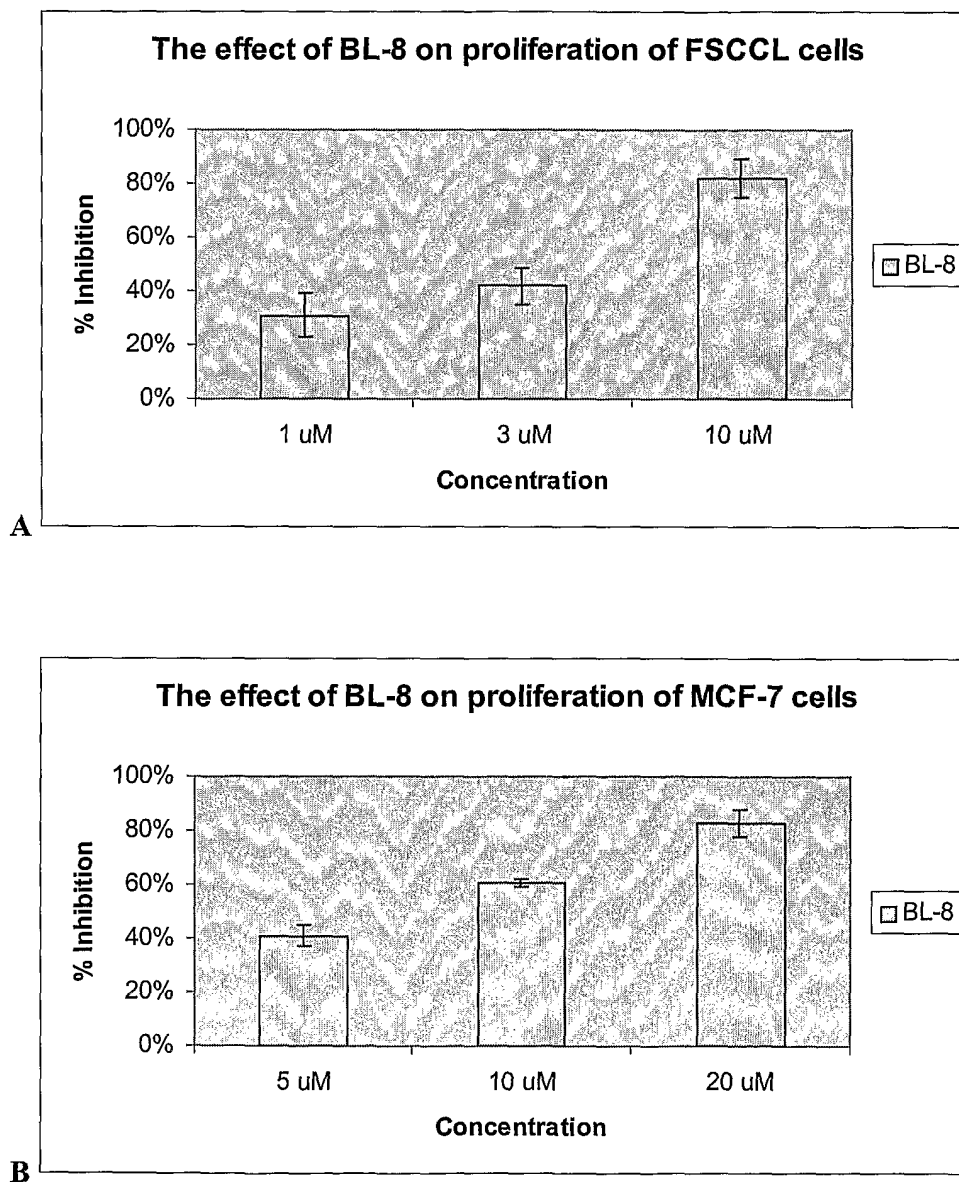 The effect of BL-8 on proliferation of FSCCL cells
100%
80%
60%
40%
20%
0%
% Inhibition
1 uM 3 uM 10 uM
Concentration
BL-8
A
The effect of BL-8 on proliferation of MCF-7 cells
100%
80%
60%
40%
20%
0%
% Inhibition
5 uM 10 uM 20 uM
Concentration
BL-8
B